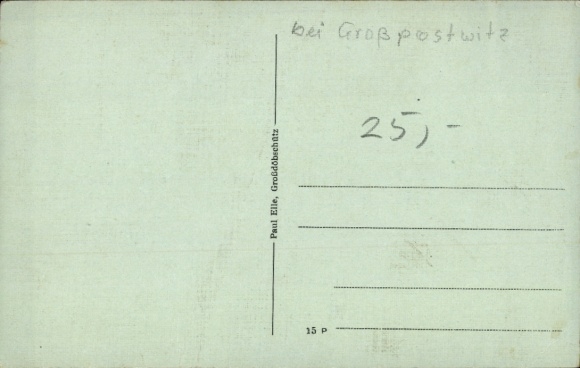 bei Großpostwitz
25,-
Paul Elle, Großdöbschütz
15 P